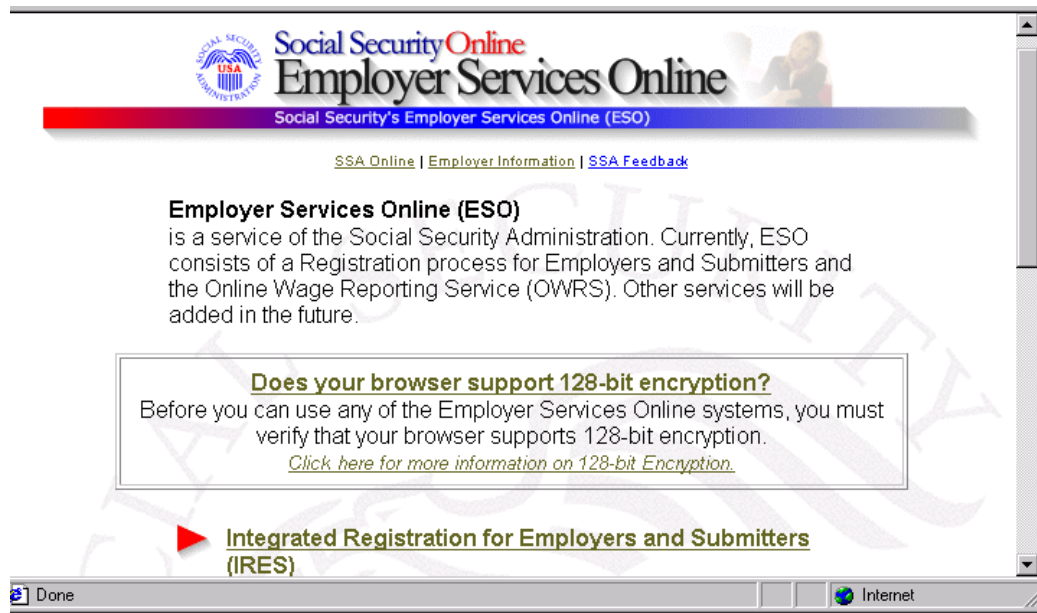 SOCIAL SECURITY ADMINISTRATION
USA
Social Security Online
Employer Services Online
Social Security's Employer Services Online (ESO)
SSA Online | Employer Information | SSA Feedback
Employer Services Online (ESO)
is a service of the Social Security Administration. Currently, ESO
consists of a Registration process for Employers and Submitters and
the Online Wage Reporting Service (OWRS). Other services will be
added in the future.
Does your browser support 128-bit encryption?
Before you can use any of the Employer Services Online systems, you must
verify that your browser supports 128-bit encryption.
Click here for more information on 128-bit Encryption.
Integrated Registration for Employers and Submitters
(IRES)
Done
Internet